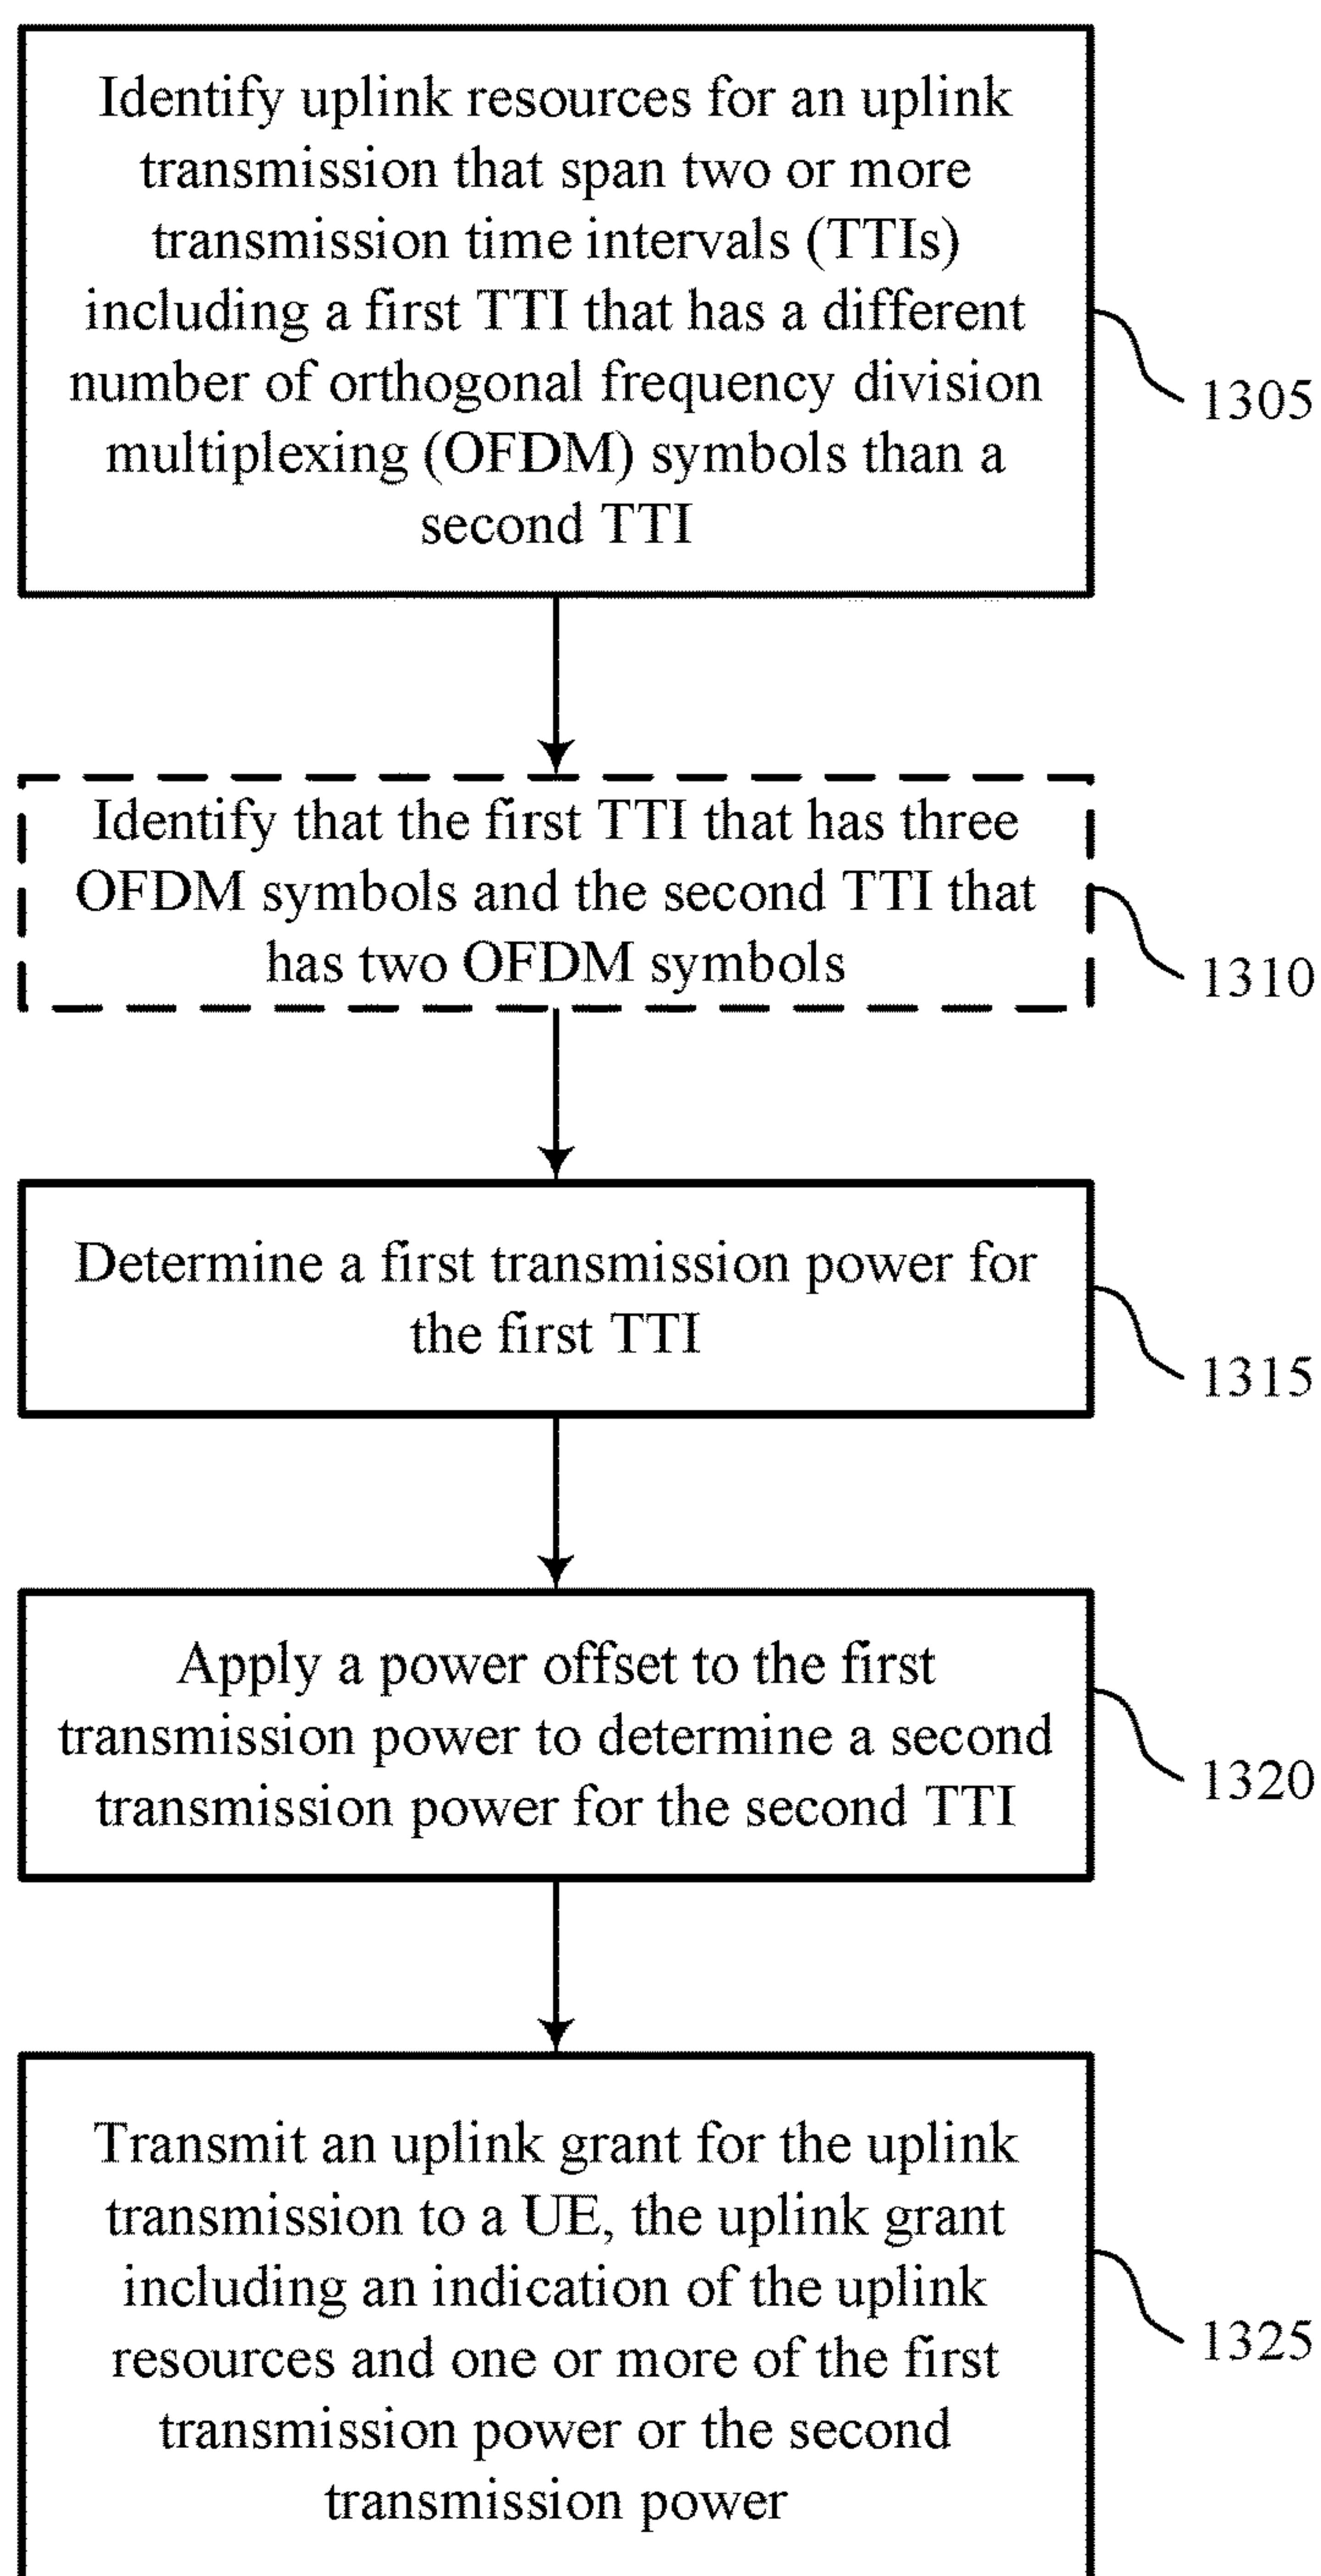 Identify uplink resources for an uplink
transmission that span two or more
transmission time intervals (TTIs)
including a first TTI that has a different
number of orthogonal frequency division
multiplexing (OFDM) symbols than a
second TTI
1305
Identify that the first TTI that has three
OFDM symbols and the second TTI that
has two OFDM symbols
1310
Determine a first transmission power for
the first TTI
1315
Apply a power offset to the first
transmission power to determine a second
transmission power for the second TTI
1320
Transmit an uplink grant for the uplink
transmission to a UE, the uplink grant
including an indication of the uplink
resources and one or more of the first
transmission power or the second
transmission power
1325